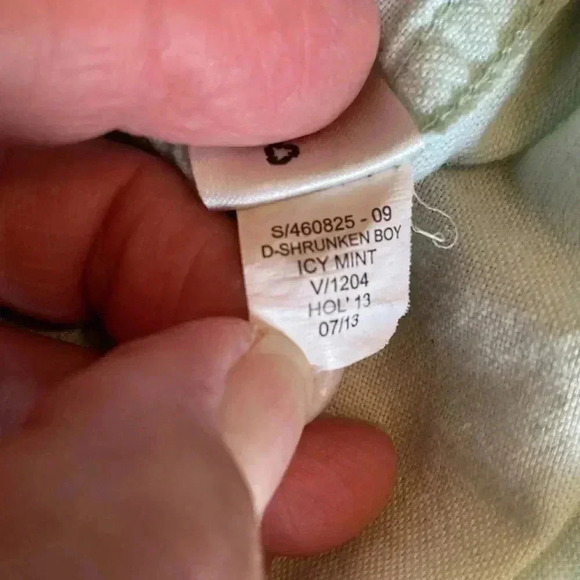 S/460825 - 09
D-SHRUNKEN BOY
ICY MINT
V/1204
HOL' 13
07/13